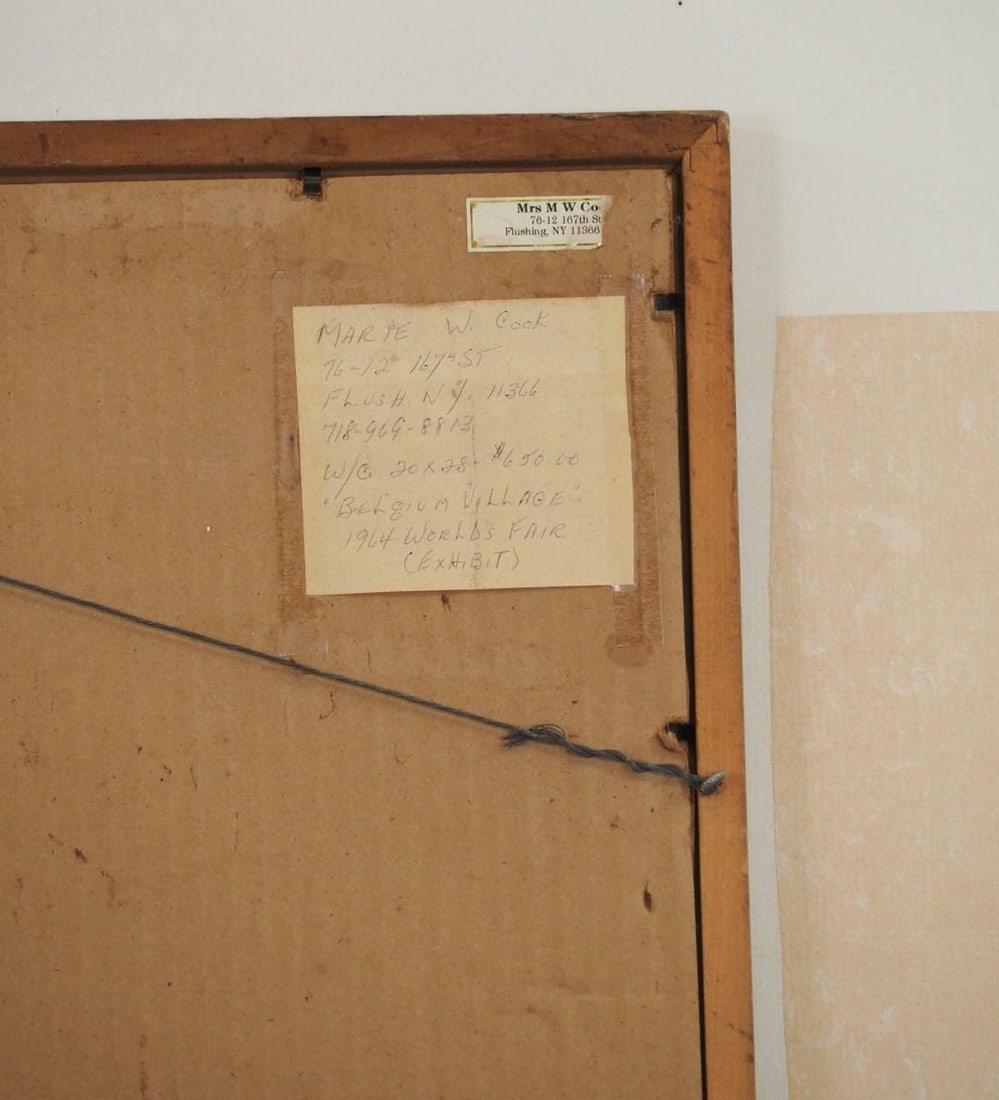 Mrs M W Co
76-12 167th St
Flushing, NY 11366
MARIE W. Cook
76-12 167th ST
FLUSH. N.Y. 11366
718-969-8813
W/C 20x28 - $650.00
"BELgIUM VILLAGE"
1964 WORLDS FAIR
(EXHIBIT)